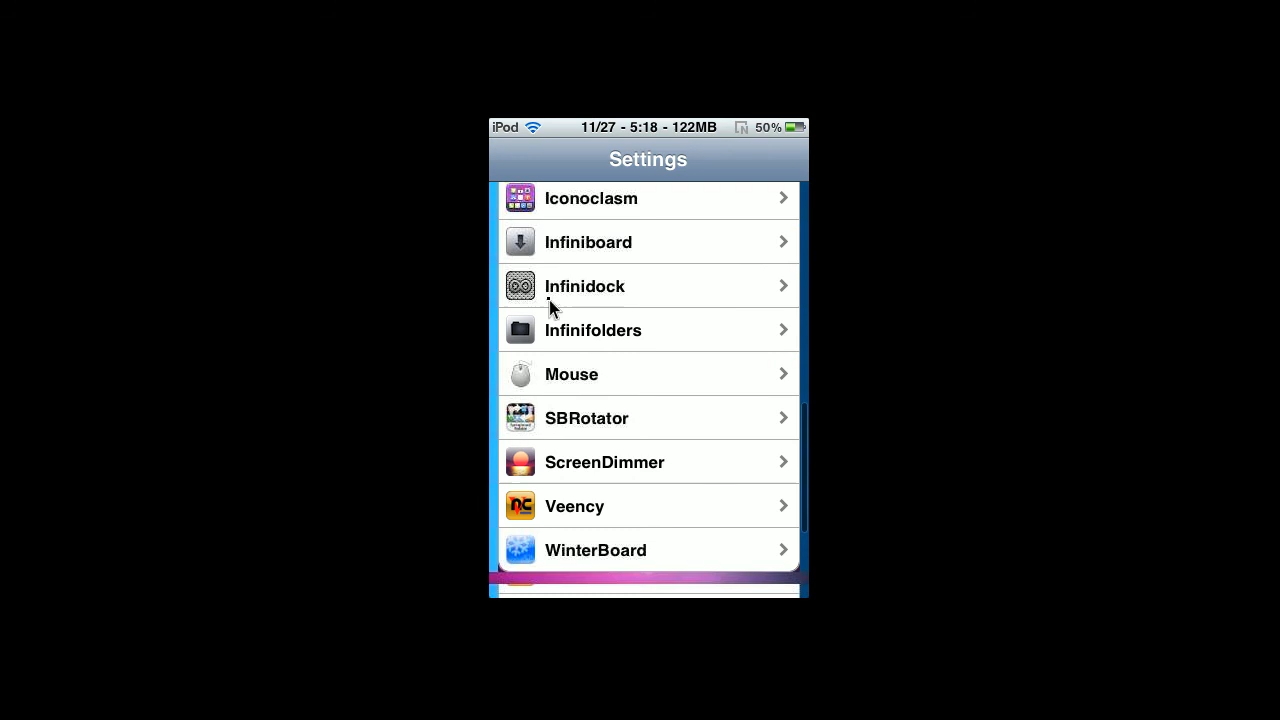 iPod 11/27 - 5:18 - 122MB 50%
Settings
Iconoclasm
Infiniboard
Infinidock
Infinifolders
Mouse
SBRotator
ScreenDimmer
Veency
WinterBoard